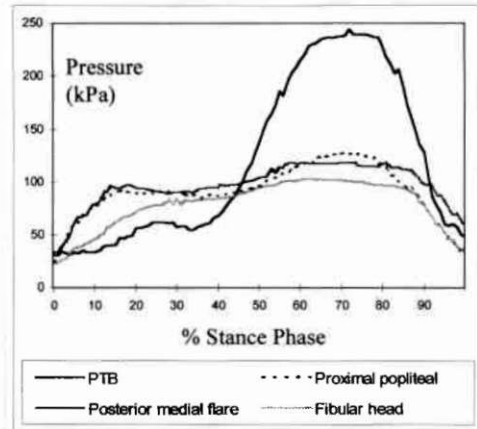 250
Pressure
(kPa)
200
150
100
50
0
0 10 20 30 40 50 60 70 80 90
% Stance Phase
PTB Proximal popliteal
Posterior medial flare Fibular head